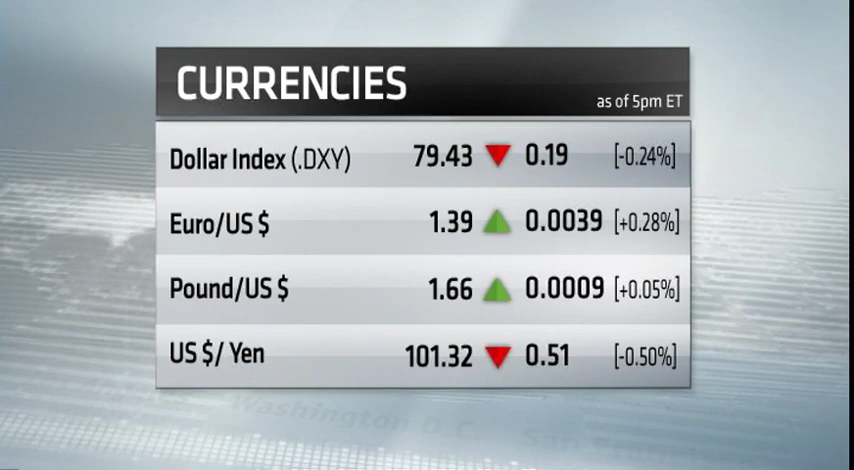 CURRENCIES
as of 5pm ET
Dollar Index (.DXY) 79.43 ▼ 0.19 [-0.24%]
Euro/US $ 1.39 ▲ 0.0039 [+0.28%]
Pound/US $ 1.66 ▲ 0.0009 [+0.05%]
US $/ Yen 101.32 ▼ 0.51 [-0.50%]
Washington D.C.